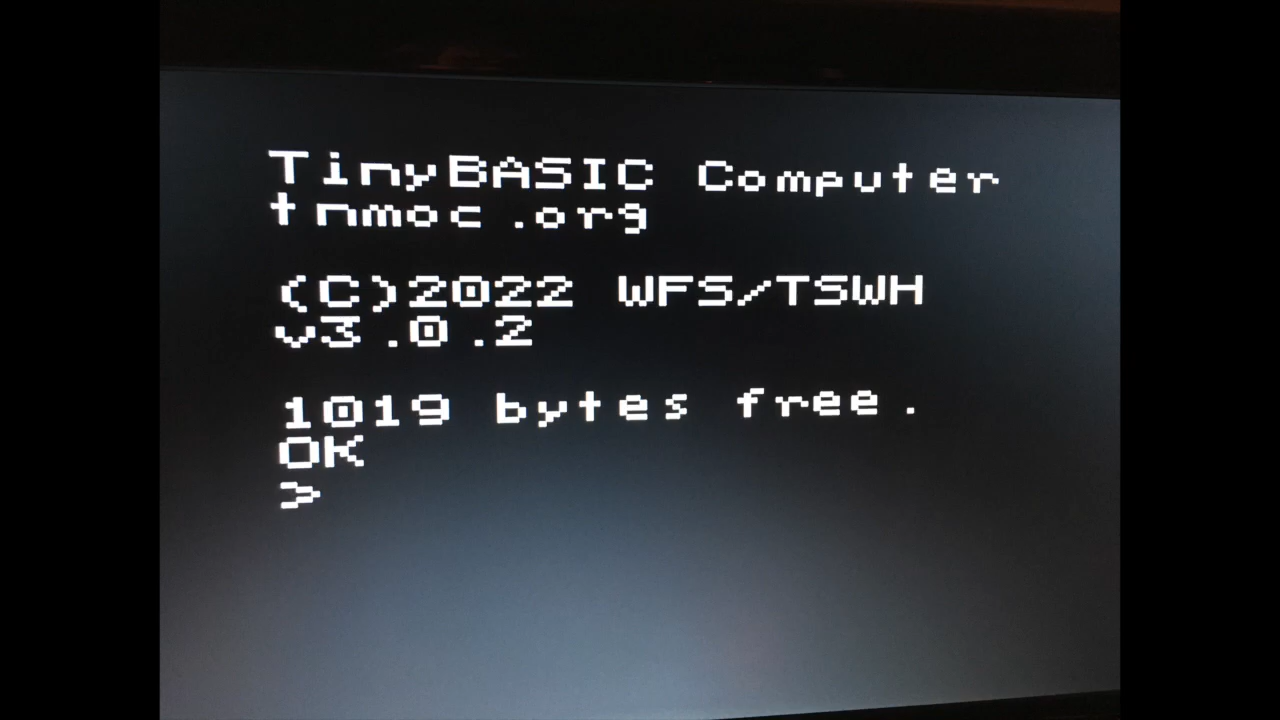 TinyBASIC Computer
tnmoc.org
(C)2022 WFS/TSWH
v3.0.2
1019 bytes free.
OK
>